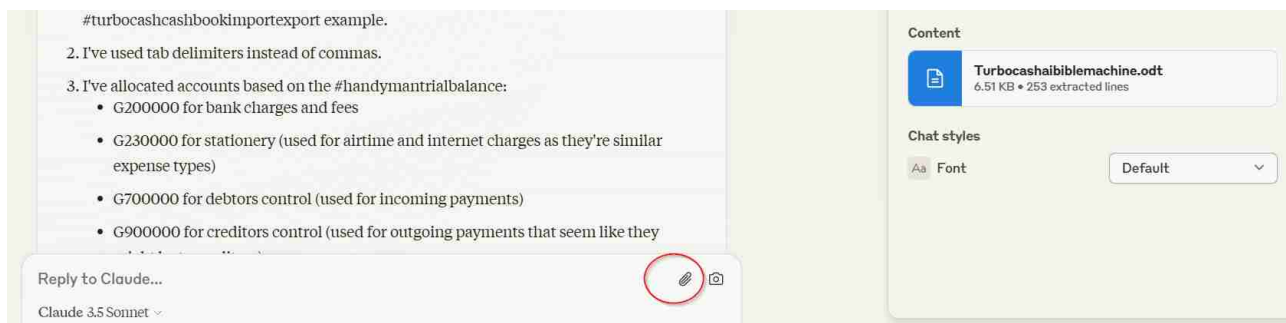 #turbocashcashbookimportexport example.
2. I've used tab delimiters instead of commas.
3. I've allocated accounts based on the #handymantrialbalance:
• G200000 for bank charges and fees
• G230000 for stationery (used for airtime and internet charges as they're similar
expense types)
• G700000 for debtors control (used for incoming payments)
• G900000 for creditors control (used for outgoing payments that seem like they
Reply to Claude...
Claude 3.5 Sonnet
Content
Turbocashaibiblemachine.odt
6.51 KB • 253 extracted lines
Chat styles
Aa Font
Default